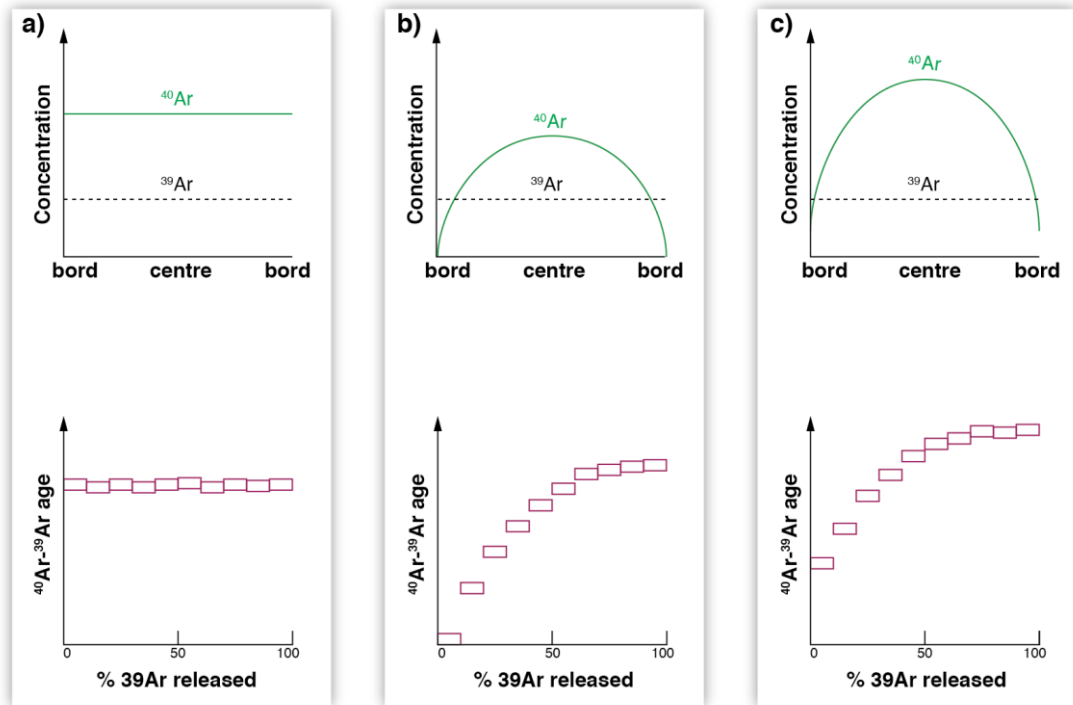 a)
Concentration
⁴⁰Ar
³⁹Ar
bord centre bord
⁴⁰Ar-³⁹Ar age
0 50 100
% 39Ar released
b)
Concentration
⁴⁰Ar
³⁹Ar
bord centre bord
⁴⁰Ar-³⁹Ar age
0 50 100
% 39Ar released
c)
Concentration
⁴⁰Ar
³⁹Ar
bord centre bord
⁴⁰Ar-³⁹Ar age
0 50 100
% 39Ar released